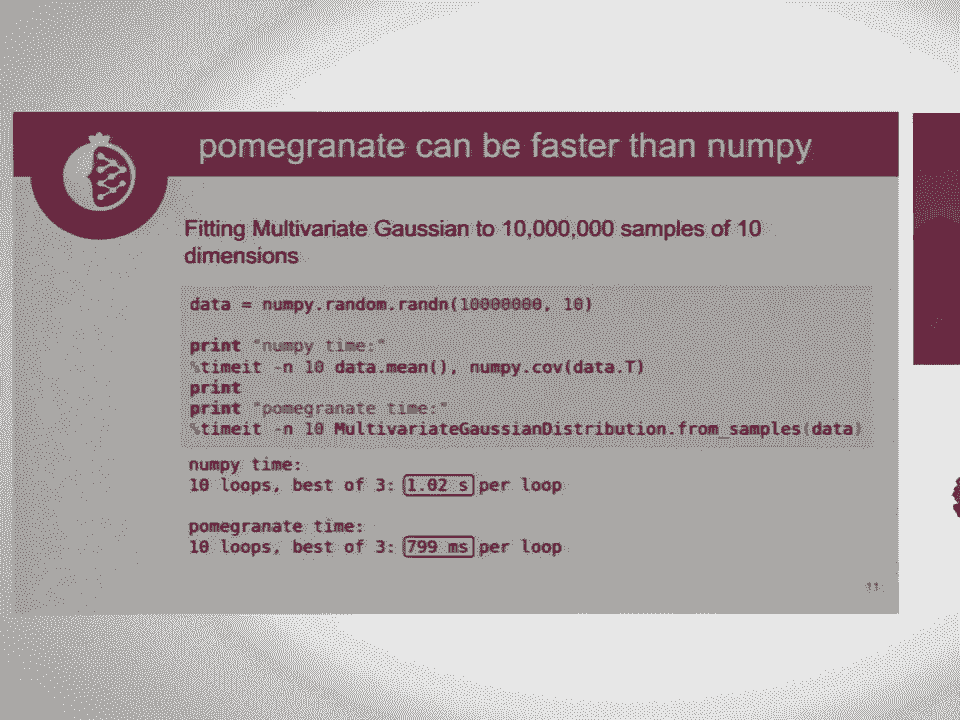 pomegranate can be faster than numpy
Fitting Multivariate Gaussian to 10,000,000 samples of 10
dimensions
data = numpy.random.randn(10000000, 10)
print "numpy time:"
%timeit -n 10 data.mean(), numpy.cov(data.T)
print
print "pomegranate time:"
%timeit -n 10 MultivariateGaussianDistribution.from_samples(data)
numpy time:
10 loops, best of 3: 1.02 s per loop
pomegranate time:
10 loops, best of 3: 799 ms per loop
11